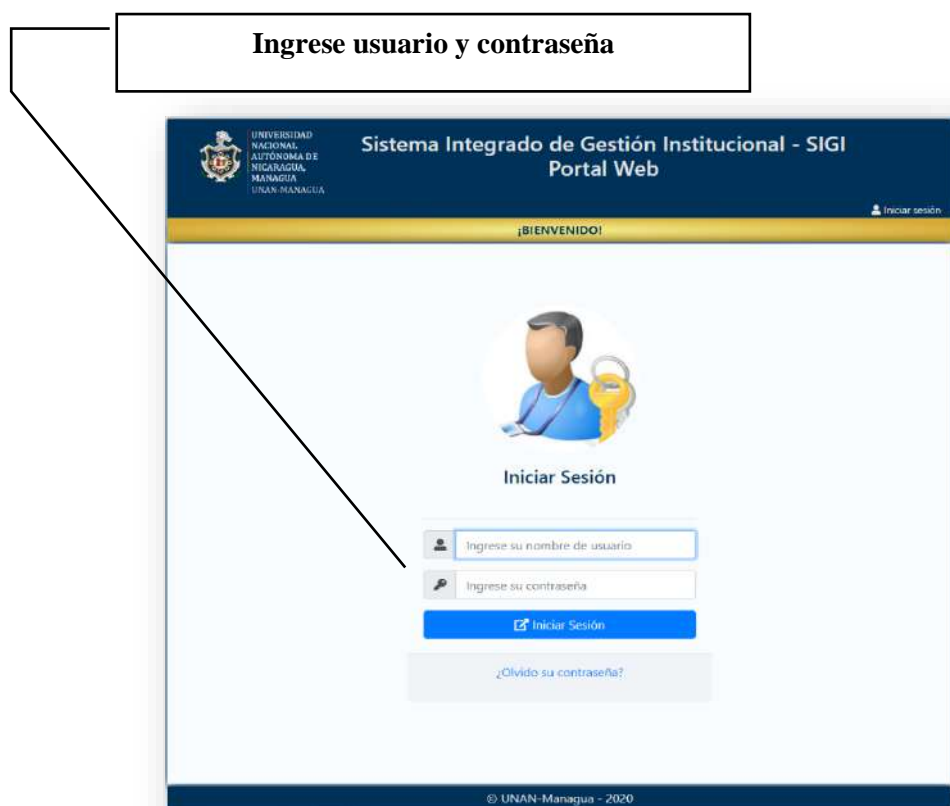 Ingrese usuario y contraseña
UNIVERSIDAD
NACIONAL
AUTÓNOMA DE
NICARAGUA,
MANAGUA
UNAN-MANAGUA
Sistema Integrado de Gestión Institucional - SIGI
Portal Web
Iniciar sesión
¡BIENVENIDO!
Iniciar Sesión
Ingrese su nombre de usuario
Ingrese su contraseña
Iniciar Sesión
¿Olvido su contraseña?
© UNAN-Managua - 2020